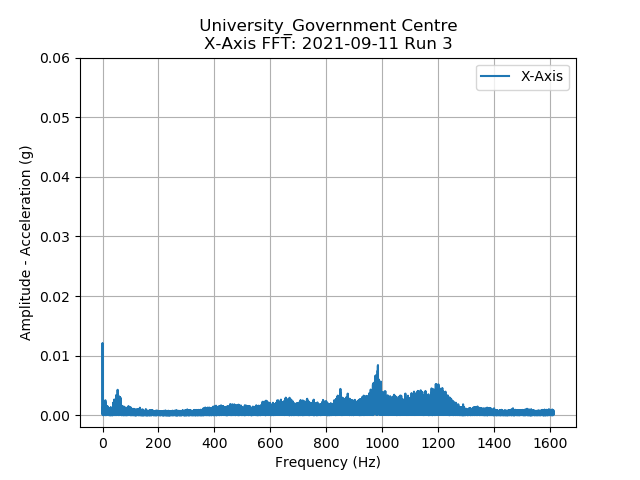 University_Government Centre
X-Axis FFT: 2021-09-11 Run 3
X-Axis
0.06
0.05
0.04
0.03
0.02
0.01
0.00
Amplitude - Acceleration (g)
0 200 400 600 800 1000 1200 1400 1600
Frequency (Hz)